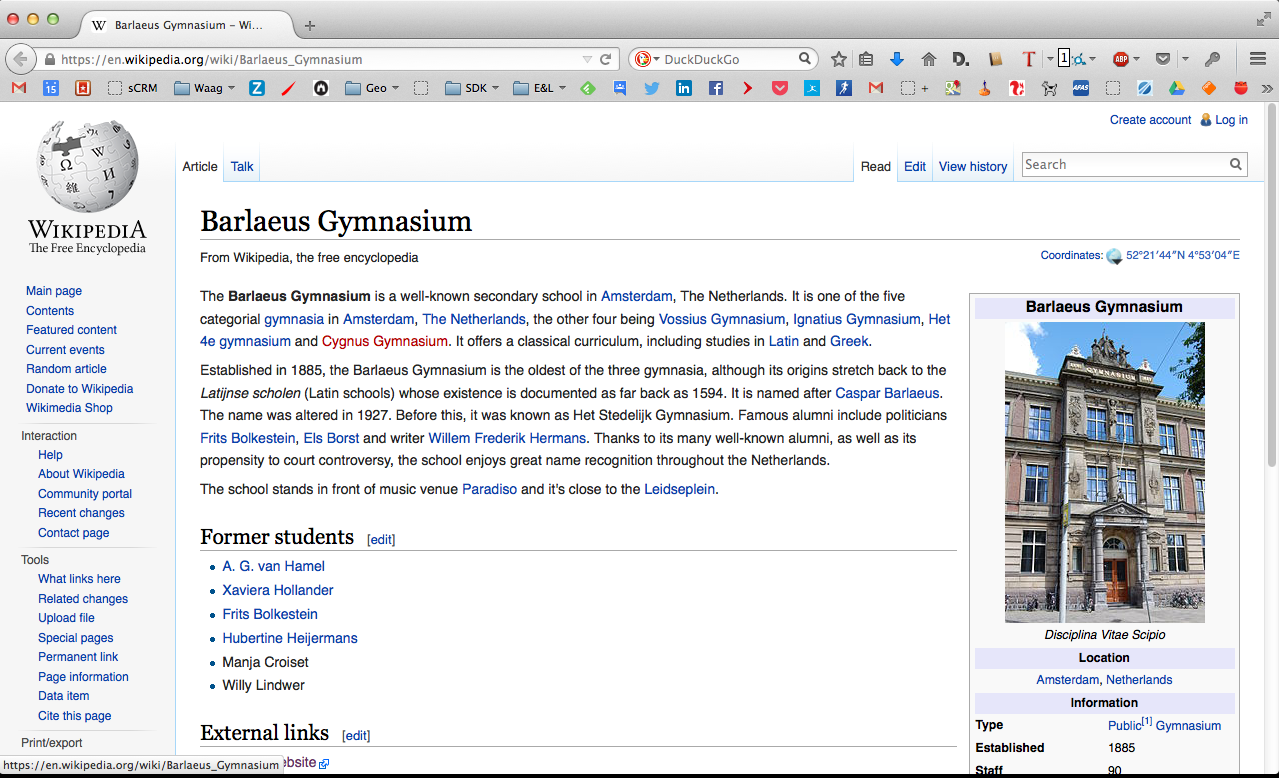 Barlaeus Gymnasium – Wi...
https://en.wikipedia.org/wiki/Barlaeus_Gymnasium
DuckDuckGo
D.
T
1
ABP
15
sCRM
Waag
Z
Geo
SDK
E&L
+
AFAS
Create account Log in
WIKIPEDIA
The Free Encyclopedia
Article Talk
Read Edit View history
Search
Main page
Contents
Featured content
Current events
Random article
Donate to Wikipedia
Wikimedia Shop
Interaction
Help
About Wikipedia
Community portal
Recent changes
Contact page
Tools
What links here
Related changes
Upload file
Special pages
Permanent link
Page information
Data item
Cite this page
Print/export
Barlaeus Gymnasium
From Wikipedia, the free encyclopedia
Coordinates: 52°21′44″N 4°53′04″E
The Barlaeus Gymnasium is a well-known secondary school in Amsterdam, The Netherlands. It is one of the five
categorial gymnasia in Amsterdam, The Netherlands, the other four being Vossius Gymnasium, Ignatius Gymnasium, Het
4e gymnasium and Cygnus Gymnasium. It offers a classical curriculum, including studies in Latin and Greek.
Established in 1885, the Barlaeus Gymnasium is the oldest of the three gymnasia, although its origins stretch back to the
Latijnse scholen (Latin schools) whose existence is documented as far back as 1594. It is named after Caspar Barlaeus.
The name was altered in 1927. Before this, it was known as Het Stedelijk Gymnasium. Famous alumni include politicians
Frits Bolkestein, Els Borst and writer Willem Frederik Hermans. Thanks to its many well-known alumni, as well as its
propensity to court controversy, the school enjoys great name recognition throughout the Netherlands.
The school stands in front of music venue Paradiso and it's close to the Leidseplein.
Former students [edit]
A. G. van Hamel
Xaviera Hollander
Frits Bolkestein
Hubertine Heijermans
Manja Croiset
Willy Lindwer
External links [edit]
ebsite
Barlaeus Gymnasium
GYMNASIUM
Disciplina Vitae Scipio
Location
Amsterdam, Netherlands
Information
Type Public[1] Gymnasium
Established 1885
Staff 90
https://en.wikipedia.org/wiki/Barlaeus_Gymnasium